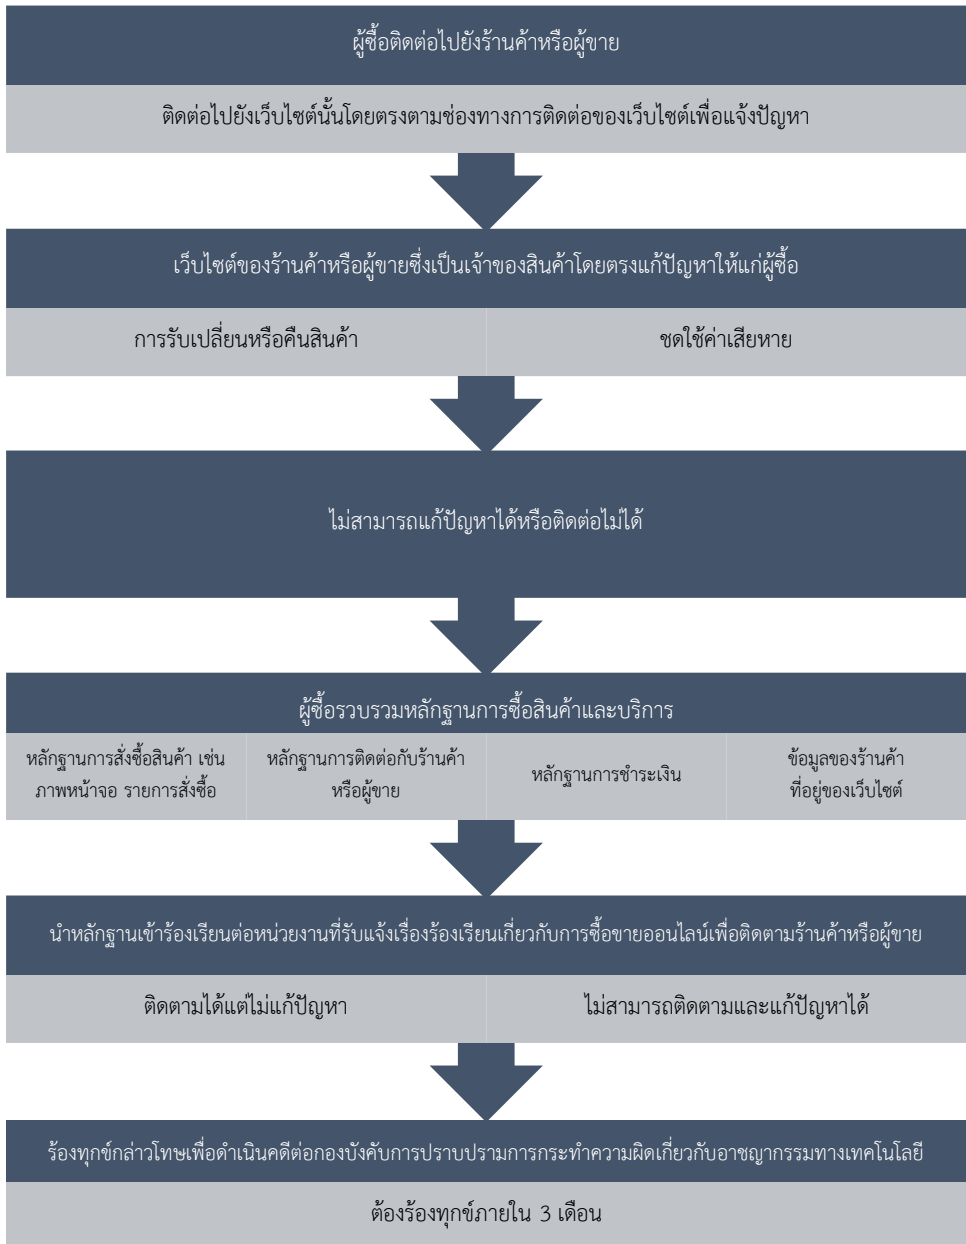 ผู้ซื้อติดต่อไปยังร้านค้าหรือผู้ขาย
ติดต่อไปยังเว็บไซต์นั้นโดยตรงตามช่องทางการติดต่อของเว็บไซต์เพื่อแจ้งปัญหา
เว็บไซต์ของร้านค้าหรือผู้ขายซึ่งเป็นเจ้าของสินค้าโดยตรงแก้ปัญหาให้แก่ผู้ซื้อ
การรับเปลี่ยนหรือคืนสินค้า
ชดใช้ค่าเสียหาย
ไม่สามารถแก้ปัญหาได้หรือติดต่อไม่ได้
ผู้ซื้อรวบรวมหลักฐานการซื้อสินค้าและบริการ
หลักฐานการสั่งซื้อสินค้า เช่น
ภาพหน้าจอ รายการสั่งซื้อ
หลักฐานการติดต่อกับร้านค้า
หรือผู้ขาย
หลักฐานการชำระเงิน
ข้อมูลของร้านค้า
ที่อยู่ของเว็บไซต์
นำหลักฐานเข้าร้องเรียนต่อหน่วยงานที่รับแจ้งเรื่องร้องเรียนเกี่ยวกับการซื้อขายออนไลน์เพื่อติดตามร้านค้าหรือผู้ขาย
ติดตามได้แต่ไม่แก้ปัญหา
ไม่สามารถติดตามและแก้ปัญหาได้
ร้องทุกข์กล่าวโทษเพื่อดำเนินคดีต่อกองบังคับการปราบปรามการกระทำความผิดเกี่ยวกับอาชญากรรมทางเทคโนโลยี
ต้องร้องทุกข์ภายใน 3 เดือน